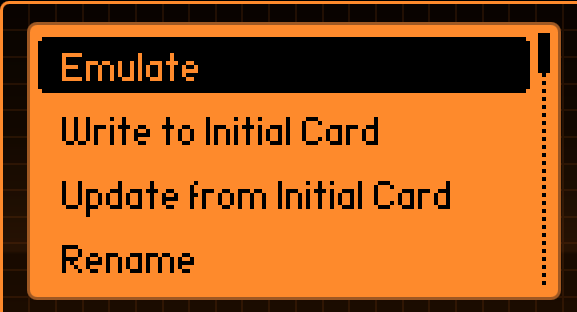 Emulate
Write to Initial Card
Update from Initial Card
Rename